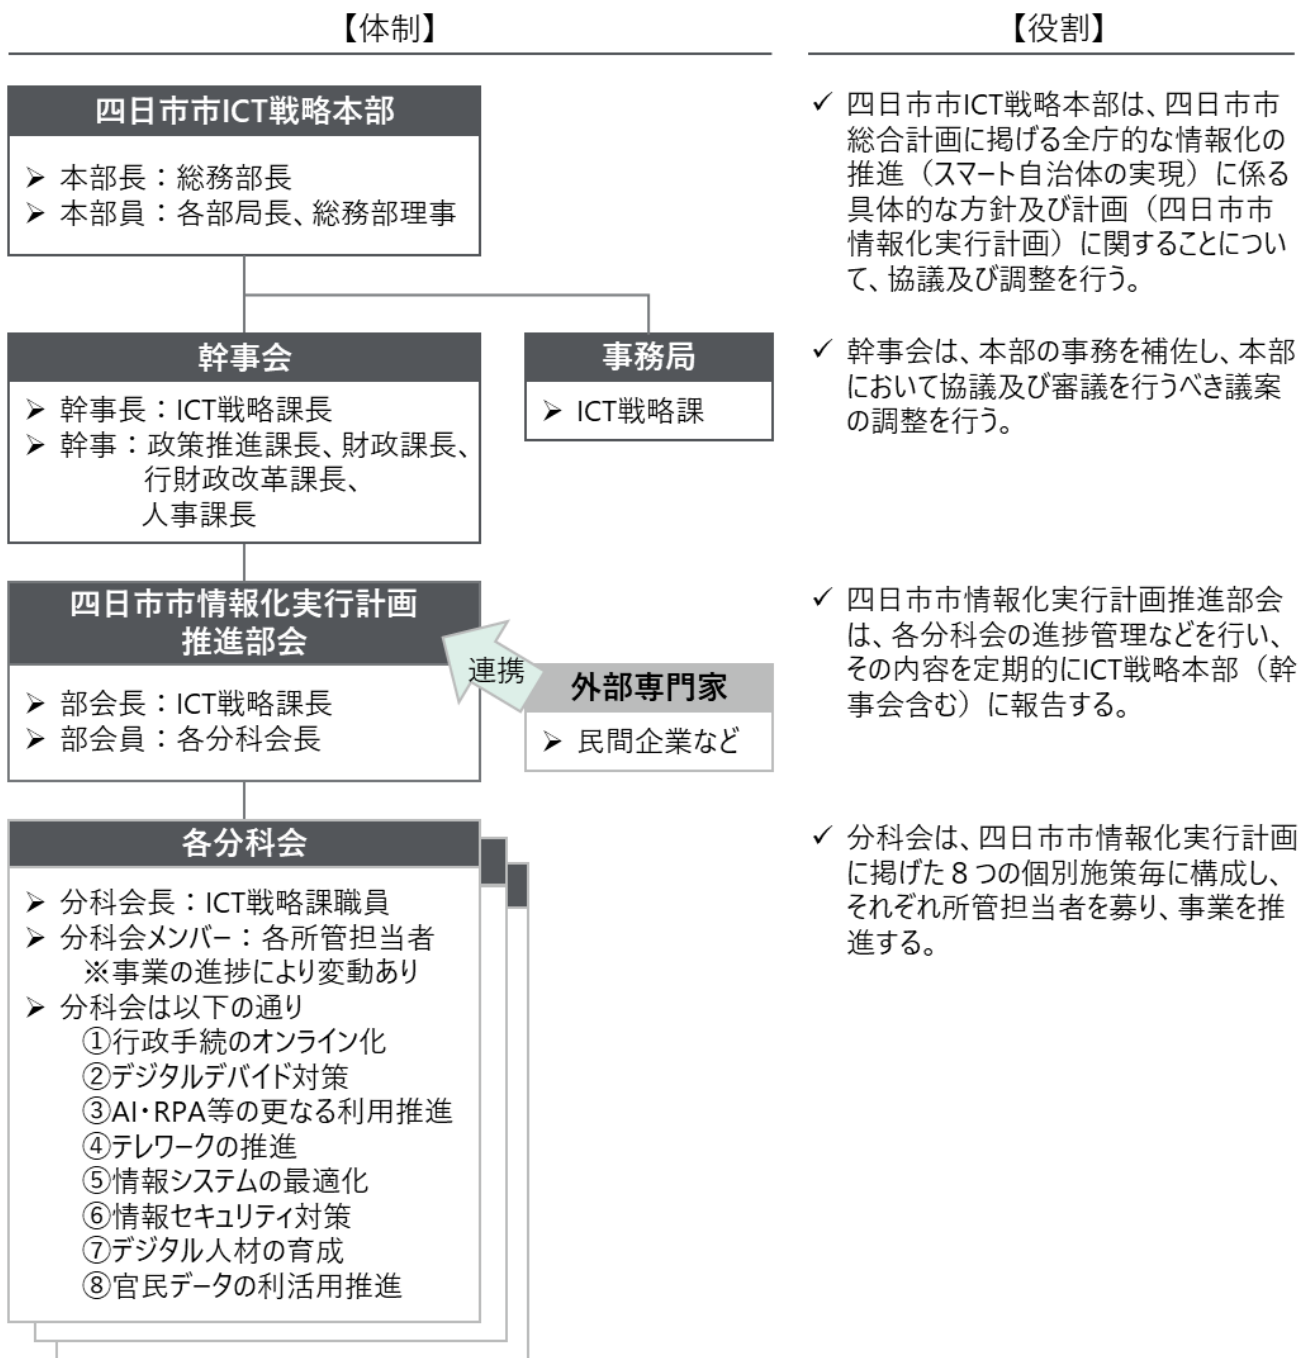 【体制】
【役割】
四日市市ICT戦略本部
➢ 本部長：総務部長
➢ 本部員：各部局長、総務部理事
✓ 四日市市ICT戦略本部は、四日市市
総合計画に掲げる全庁的な情報化の
推進（スマート自治体の実現）に係る
具体的な方針及び計画（四日市市
情報化実行計画）に関することについ
て、協議及び調整を行う。
幹事会
➢ 幹事長：ICT戦略課長
➢ 幹事：政策推進課長、財政課長、
行財政改革課長、
人事課長
事務局
➢ ICT戦略課
✓ 幹事会は、本部の事務を補佐し、本部
において協議及び審議を行うべき議案
の調整を行う。
四日市市情報化実行計画
推進部会
➢ 部会長：ICT戦略課長
➢ 部会員：各分科会長
連携
外部専門家
➢ 民間企業など
✓ 四日市市情報化実行計画推進部会
は、各分科会の進捗管理などを行い、
その内容を定期的にICT戦略本部（幹
事会含む）に報告する。
各分科会
➢ 分科会長：ICT戦略課職員
➢ 分科会メンバー：各所管担当者
※事業の進捗により変動あり
➢ 分科会は以下の通り
①行政手続のオンライン化
②デジタルデバイド対策
③AI・RPA等の更なる利用推進
④テレワークの推進
⑤情報システムの最適化
⑥情報セキュリティ対策
⑦デジタル人材の育成
⑧官民データの利活用推進
✓ 分科会は、四日市市情報化実行計画
に掲げた８つの個別施策毎に構成し、
それぞれ所管担当者を募り、事業を推
進する。